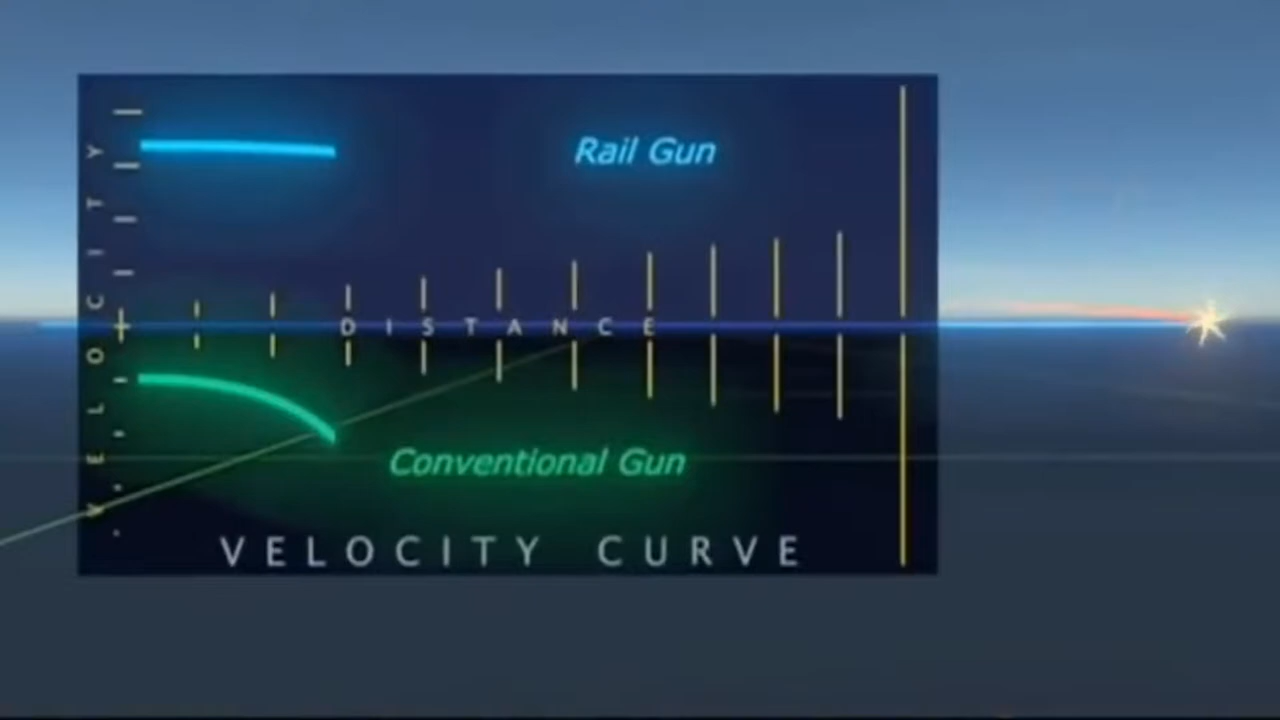 VELOCITY
Rail Gun
DISTANCE
Conventional Gun
VELOCITY CURVE